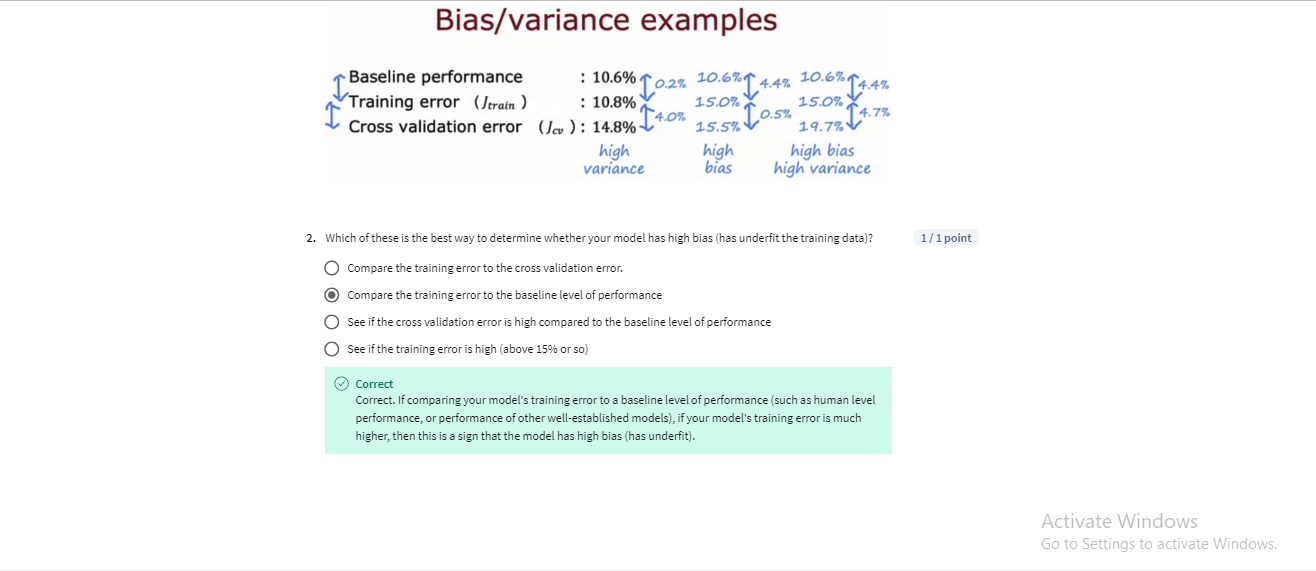 Bias/variance examples
Baseline performance : 10.6% 0.2% 10.6% 4.4% 10.6% 4.4%
Training error (Jtrain) : 10.8% 15.0% 15.0%
4.0% 0.5% 4.7%
Cross validation error (Jcv) : 14.8% 15.5% 19.7%
high high high bias
variance bias high variance
2. Which of these is the best way to determine whether your model has high bias (has underfit the training data)? 1 / 1 point
Compare the training error to the cross validation error.
Compare the training error to the baseline level of performance
See if the cross validation error is high compared to the baseline level of performance
See if the training error is high (above 15% or so)
Correct
Correct. If comparing your model's training error to a baseline level of performance (such as human level
performance, or performance of other well-established models), if your model's training error is much
higher, then this is a sign that the model has high bias (has underfit).
Activate Windows
Go to Settings to activate Windows.